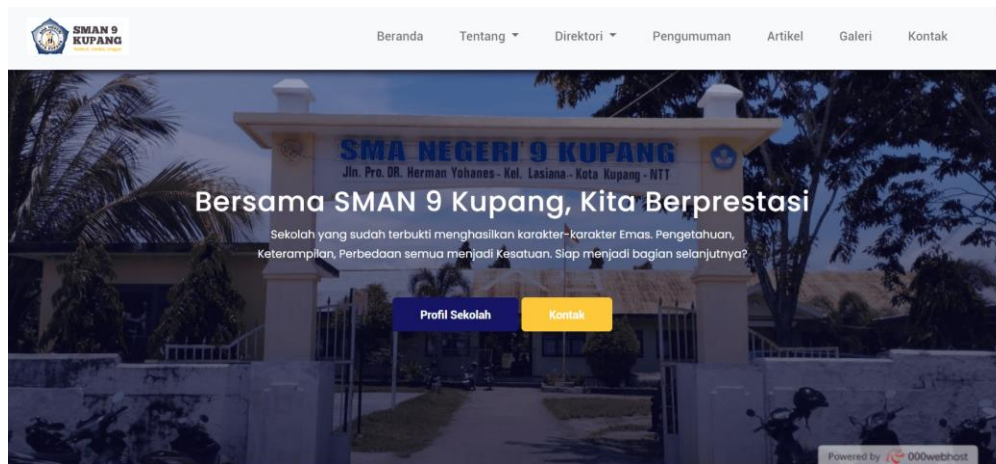 SMAN 9
KUPANG
Beranda
Tentang
Direktori
Pengumuman
Artikel
Galeri
Kontak
SMA NEGERI 9 KUPANG
Jln. Pro. DR. Herman Yohanes - Kel. Lasiana - Kota Kupang - NTT
Bersama SMAN 9 Kupang, Kita Berprestasi
Sekolah yang sudah terbukti menghasilkan karakter-karakter Emas. Pengetahuan,
Keterampilan, Perbedaan semua menjadi Kesatuan. Siap menjadi bagian selanjutnya?
Profil Sekolah
Kontak
Powered by 000webhost